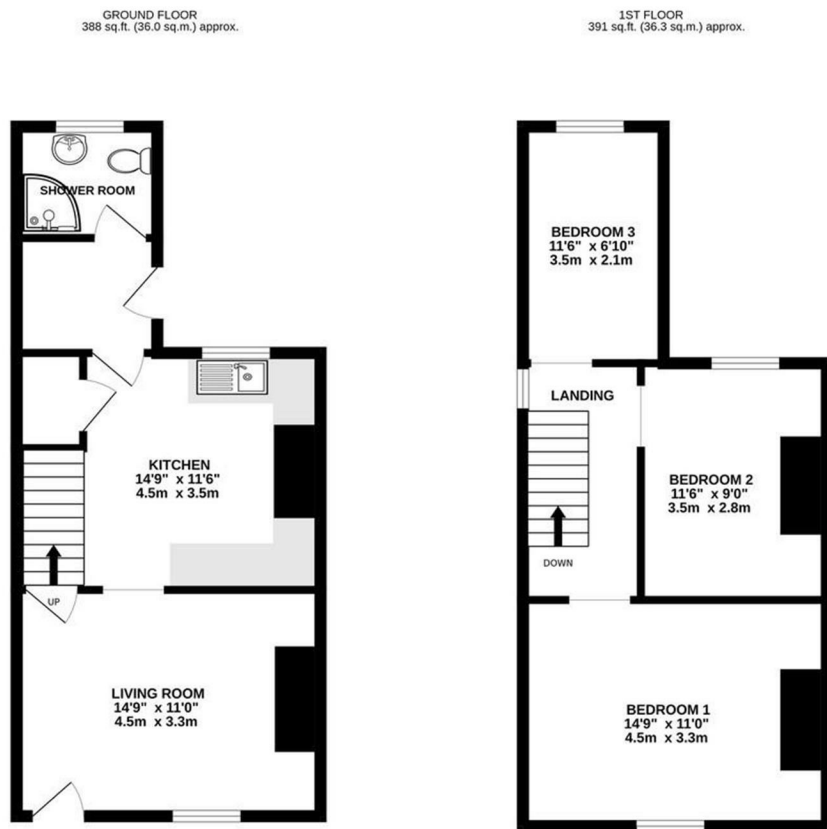 GROUND FLOOR
388 sq.ft. (36.0 sq.m.) approx.
SHOWER ROOM
KITCHEN
14'9" x 11'6"
4.5m x 3.5m
UP
LIVING ROOM
14'9" x 11'0"
4.5m x 3.3m
1ST FLOOR
391 sq.ft. (36.3 sq.m.) approx.
BEDROOM 3
11'6" x 6'10"
3.5m x 2.1m
LANDING
BEDROOM 2
11'6" x 9'0"
3.5m x 2.8m
DOWN
BEDROOM 1
14'9" x 11'0"
4.5m x 3.3m